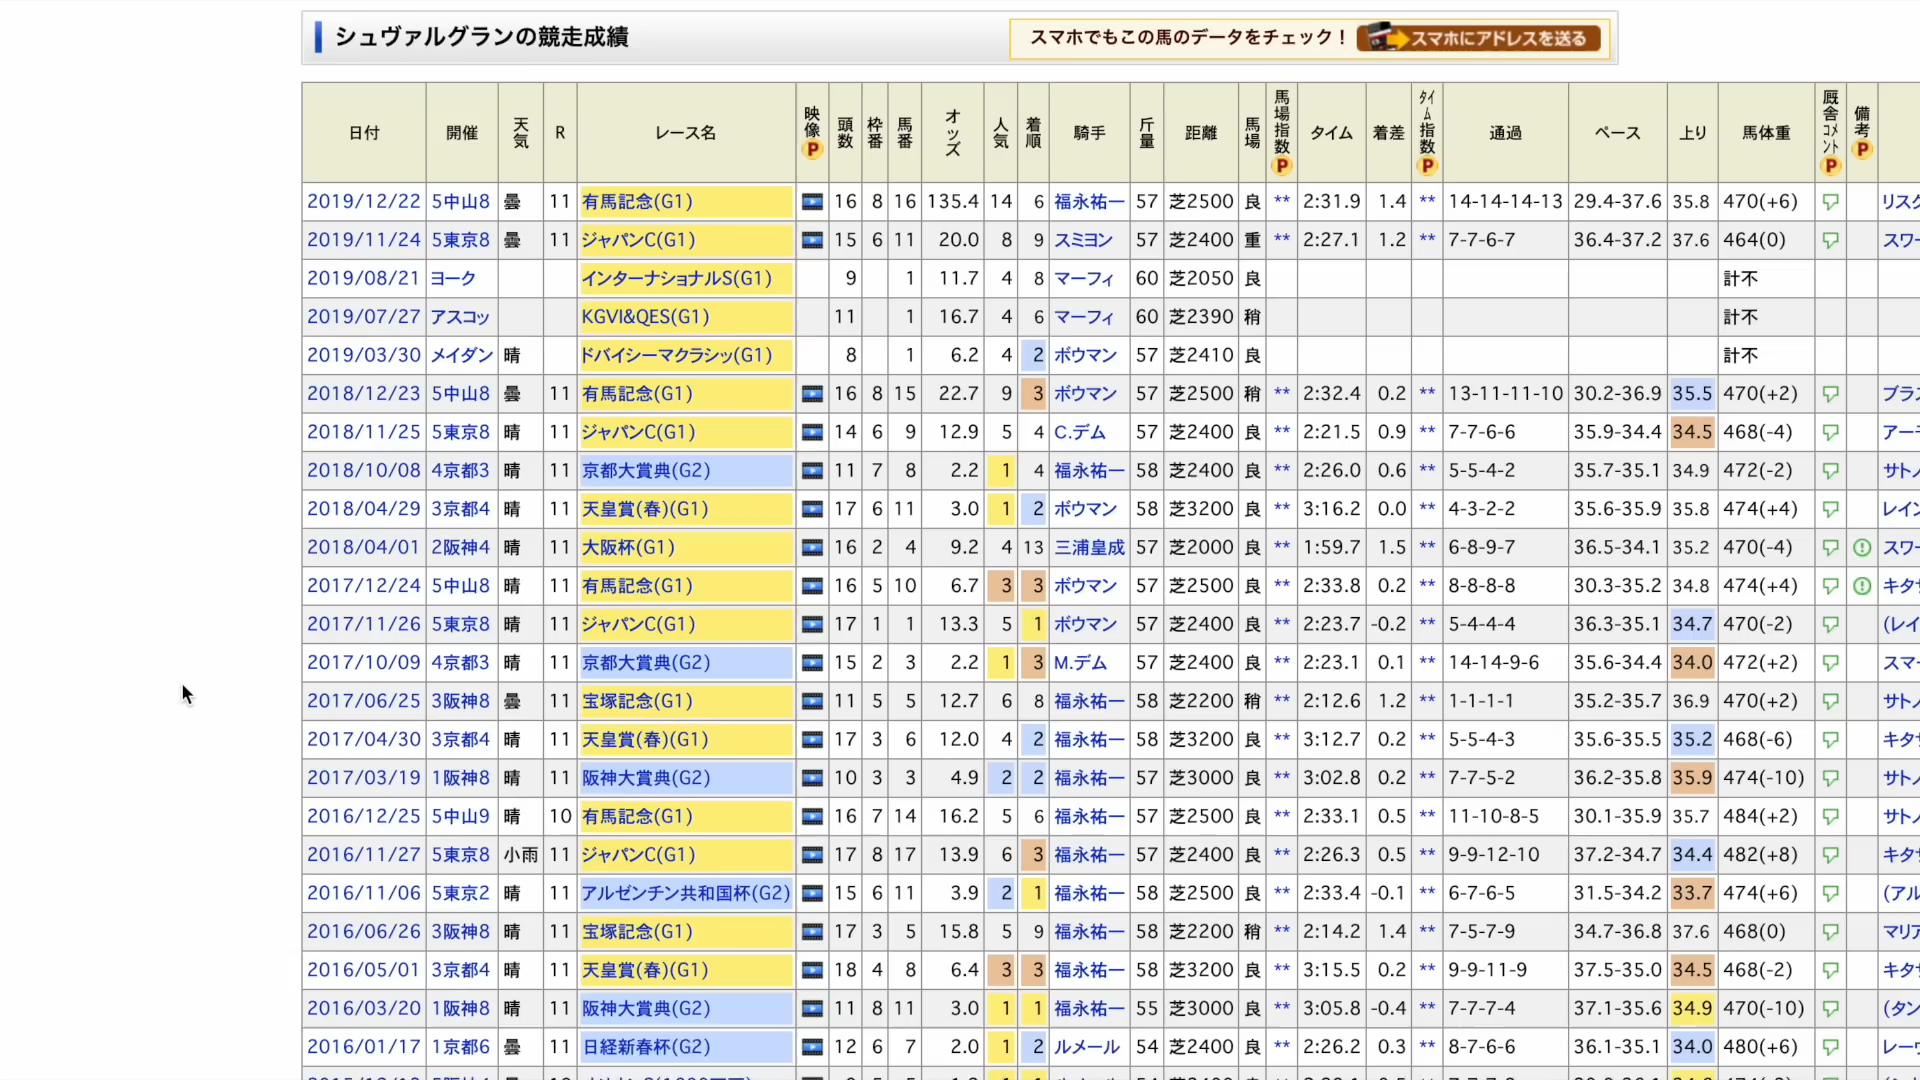 シュヴァルグランの競走成績
スマホでもこの馬のデータをチェック! スマホにアドレスを送る
日付 開催 天気 R レース名 映像 P 頭数 枠番 馬番 オッズ 人気 着順 騎手 斤量 距離 馬場 馬場指数 P タイム 着差 タイム指数 P 通過 ペース 上り 馬体重 厩舎コメント P 備考 P
2019/12/22 5中山8 曇 11 有馬記念(G1) 16 8 16 135.4 14 6 福永祐一 57 芝2500 良 ** 2:31.9 1.4 ** 14-14-14-13 29.4-37.6 35.8 470(+6) リスク
2019/11/24 5東京8 曇 11 ジャパンC(G1) 15 6 11 20.0 8 9 スミヨン 57 芝2400 重 ** 2:27.1 1.2 ** 7-7-6-7 36.4-37.2 37.6 464(0) スワー
2019/08/21 ヨーク インターナショナルS(G1) 9 1 11.7 4 8 マーフィ 60 芝2050 良 計不
2019/07/27 アスコッ KGVI&QES(G1) 11 1 16.7 4 6 マーフィ 60 芝2390 稍 計不
2019/03/30 メイダン 晴 ドバイシーマクラシッ(G1) 8 1 6.2 4 2 ボウマン 57 芝2410 良 計不
2018/12/23 5中山8 曇 11 有馬記念(G1) 16 8 15 22.7 9 3 ボウマン 57 芝2500 稍 ** 2:32.4 0.2 ** 13-11-11-10 30.2-36.9 35.5 470(+2) ブラス
2018/11/25 5東京8 晴 11 ジャパンC(G1) 14 6 9 12.9 5 4 C.デム 57 芝2400 良 ** 2:21.5 0.9 ** 7-7-6-6 35.9-34.4 34.5 468(-4) アー
2018/10/08 4京都3 晴 11 京都大賞典(G2) 11 7 8 2.2 1 4 福永祐一 58 芝2400 良 ** 2:26.0 0.6 ** 5-5-4-2 35.7-35.1 34.9 472(-2) サトノ
2018/04/29 3京都4 晴 11 天皇賞(春)(G1) 17 6 11 3.0 1 2 ボウマン 58 芝3200 良 ** 3:16.2 0.0 ** 4-3-2-2 35.6-35.9 35.8 474(+4) レイン
2018/04/01 2阪神4 晴 11 大阪杯(G1) 16 2 4 9.2 4 13 三浦皇成 57 芝2000 良 ** 1:59.7 1.5 ** 6-8-9-7 36.5-34.1 35.2 470(-4) スワー
2017/12/24 5中山8 晴 11 有馬記念(G1) 16 5 10 6.7 3 3 ボウマン 57 芝2500 良 ** 2:33.8 0.2 ** 8-8-8-8 30.3-35.2 34.8 474(+4) キタサ
2017/11/26 5東京8 晴 11 ジャパンC(G1) 17 1 1 13.3 5 1 ボウマン 57 芝2400 良 ** 2:23.7 -0.2 ** 5-4-4-4 36.3-35.1 34.7 470(-2) (レイ
2017/10/09 4京都3 晴 11 京都大賞典(G2) 15 2 3 2.2 1 3 M.デム 57 芝2400 良 ** 2:23.1 0.1 ** 14-14-9-6 35.6-34.4 34.0 472(+2) スマー
2017/06/25 3阪神8 曇 11 宝塚記念(G1) 11 5 5 12.7 6 8 福永祐一 58 芝2200 稍 ** 2:12.6 1.2 ** 1-1-1-1 35.2-35.7 36.9 470(+2) サトノ
2017/04/30 3京都4 晴 11 天皇賞(春)(G1) 17 3 6 12.0 4 2 福永祐一 58 芝3200 良 ** 3:12.7 0.2 ** 5-5-4-3 35.6-35.5 35.2 468(-6) キタサ
2017/03/19 1阪神8 晴 11 阪神大賞典(G2) 10 3 3 4.9 2 2 福永祐一 57 芝3000 良 ** 3:02.8 0.2 ** 7-7-5-2 36.2-35.8 35.9 474(-10) サトノ
2016/12/25 5中山9 晴 10 有馬記念(G1) 16 7 14 16.2 5 6 福永祐一 57 芝2500 良 ** 2:33.1 0.5 ** 11-10-8-5 30.1-35.9 35.7 484(+2) サトノ
2016/11/27 5東京8 小雨 11 ジャパンC(G1) 17 8 17 13.9 6 3 福永祐一 57 芝2400 良 ** 2:26.3 0.5 ** 9-9-12-10 37.2-34.7 34.4 482(+8) キタサ
2016/11/06 5東京2 晴 11 アルゼンチン共和国杯(G2) 15 6 11 3.9 2 1 福永祐一 58 芝2500 良 ** 2:33.4 -0.1 ** 6-7-6-5 31.5-34.2 33.7 474(+6) (アル
2016/06/26 3阪神8 晴 11 宝塚記念(G1) 17 3 5 15.8 5 9 福永祐一 58 芝2200 稍 ** 2:14.2 1.4 ** 7-5-7-9 34.7-36.8 37.6 468(0) マリア
2016/05/01 3京都4 晴 11 天皇賞(春)(G1) 18 4 8 6.4 3 3 福永祐一 58 芝3200 良 ** 3:15.5 0.2 ** 9-9-11-9 37.5-35.0 34.5 468(-2) キタサ
2016/03/20 1阪神8 晴 11 阪神大賞典(G2) 11 8 11 3.0 1 1 福永祐一 55 芝3000 良 ** 3:05.8 -0.4 ** 7-7-7-4 37.1-35.6 34.9 470(-10) (タン
2016/01/17 1京都6 曇 11 日経新春杯(G2) 12 6 7 2.0 1 2 ルメール 54 芝2400 良 ** 2:26.2 0.3 ** 8-7-6-6 36.1-35.1 34.0 480(+6) レー